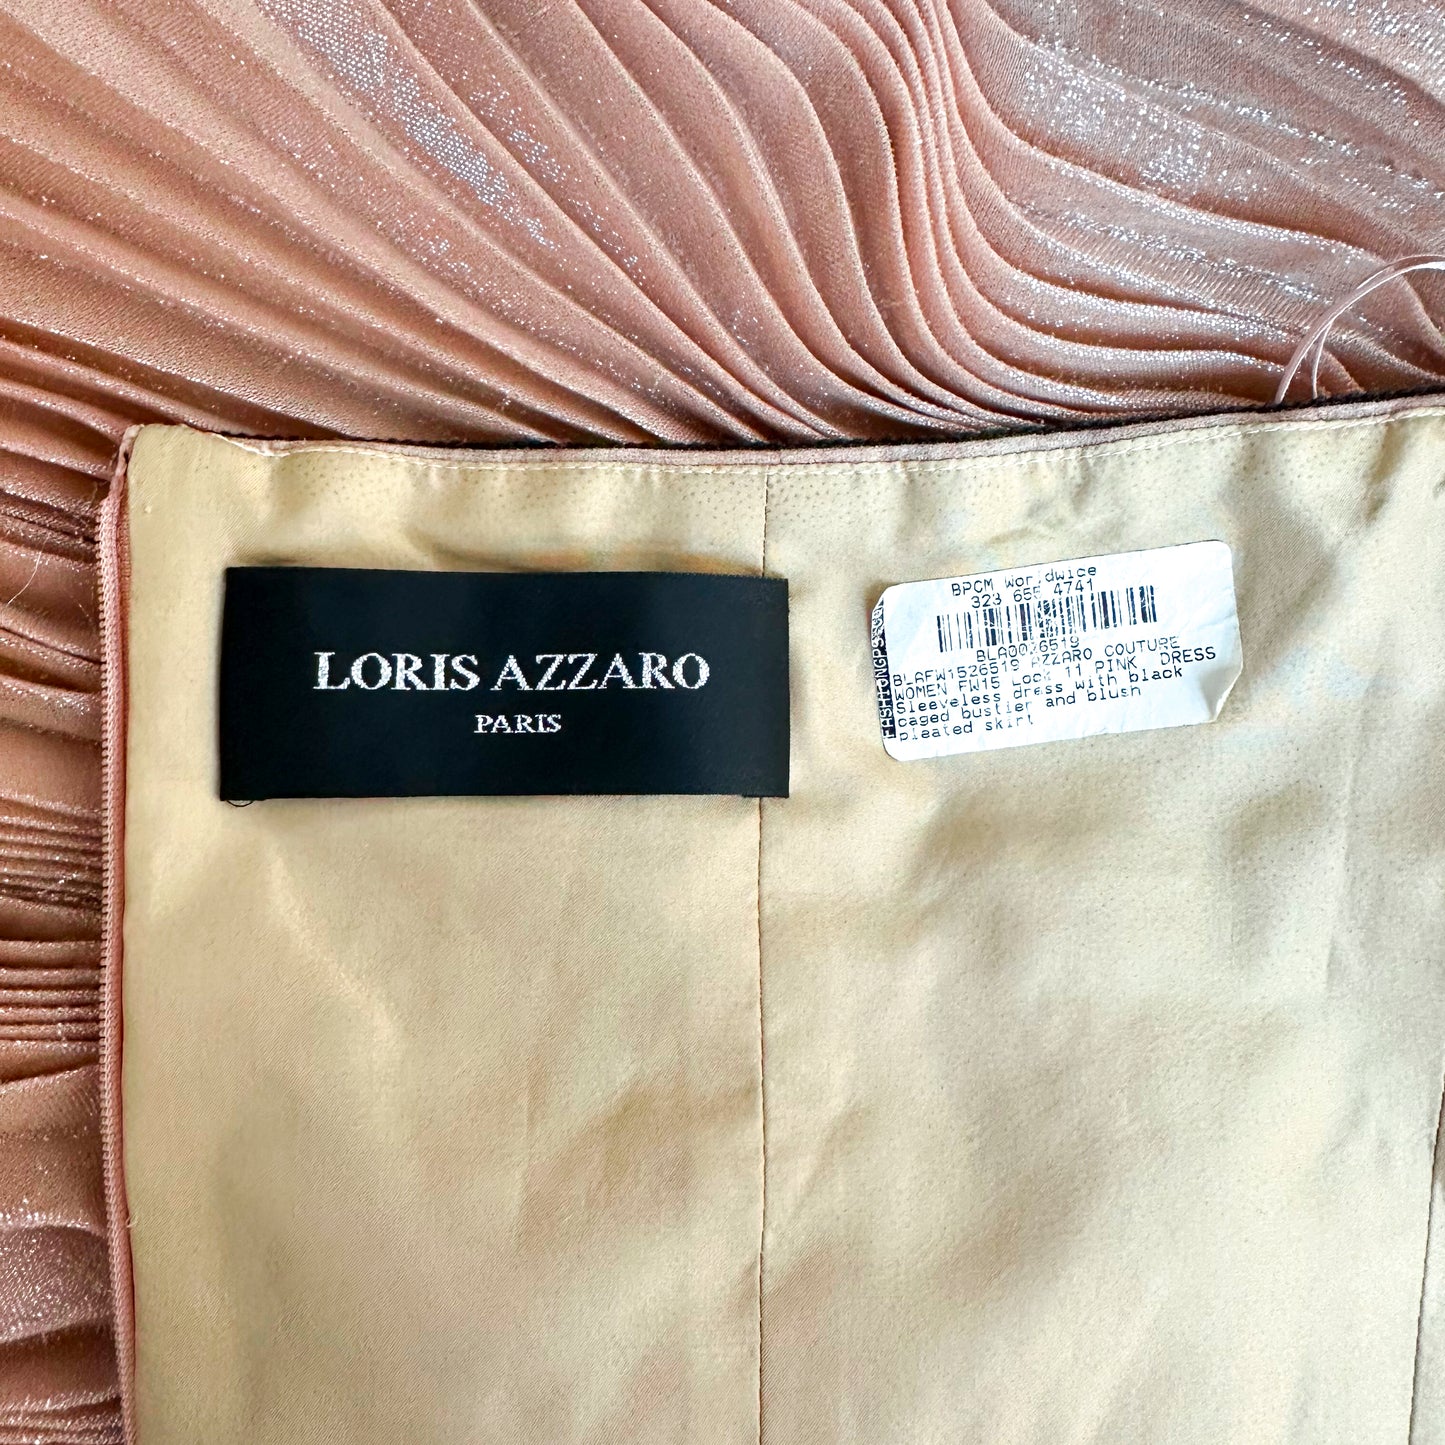 LORIS AZZARO
PARIS
BPCM Worldwice
323 655 4741
BLA0026519
BLAFW1526519 AZZARO COUTURE
WOMEN FW15 Look 11 PINK DRESS
Sleeveless dress with black
caged bustier and blush
pleated skirt